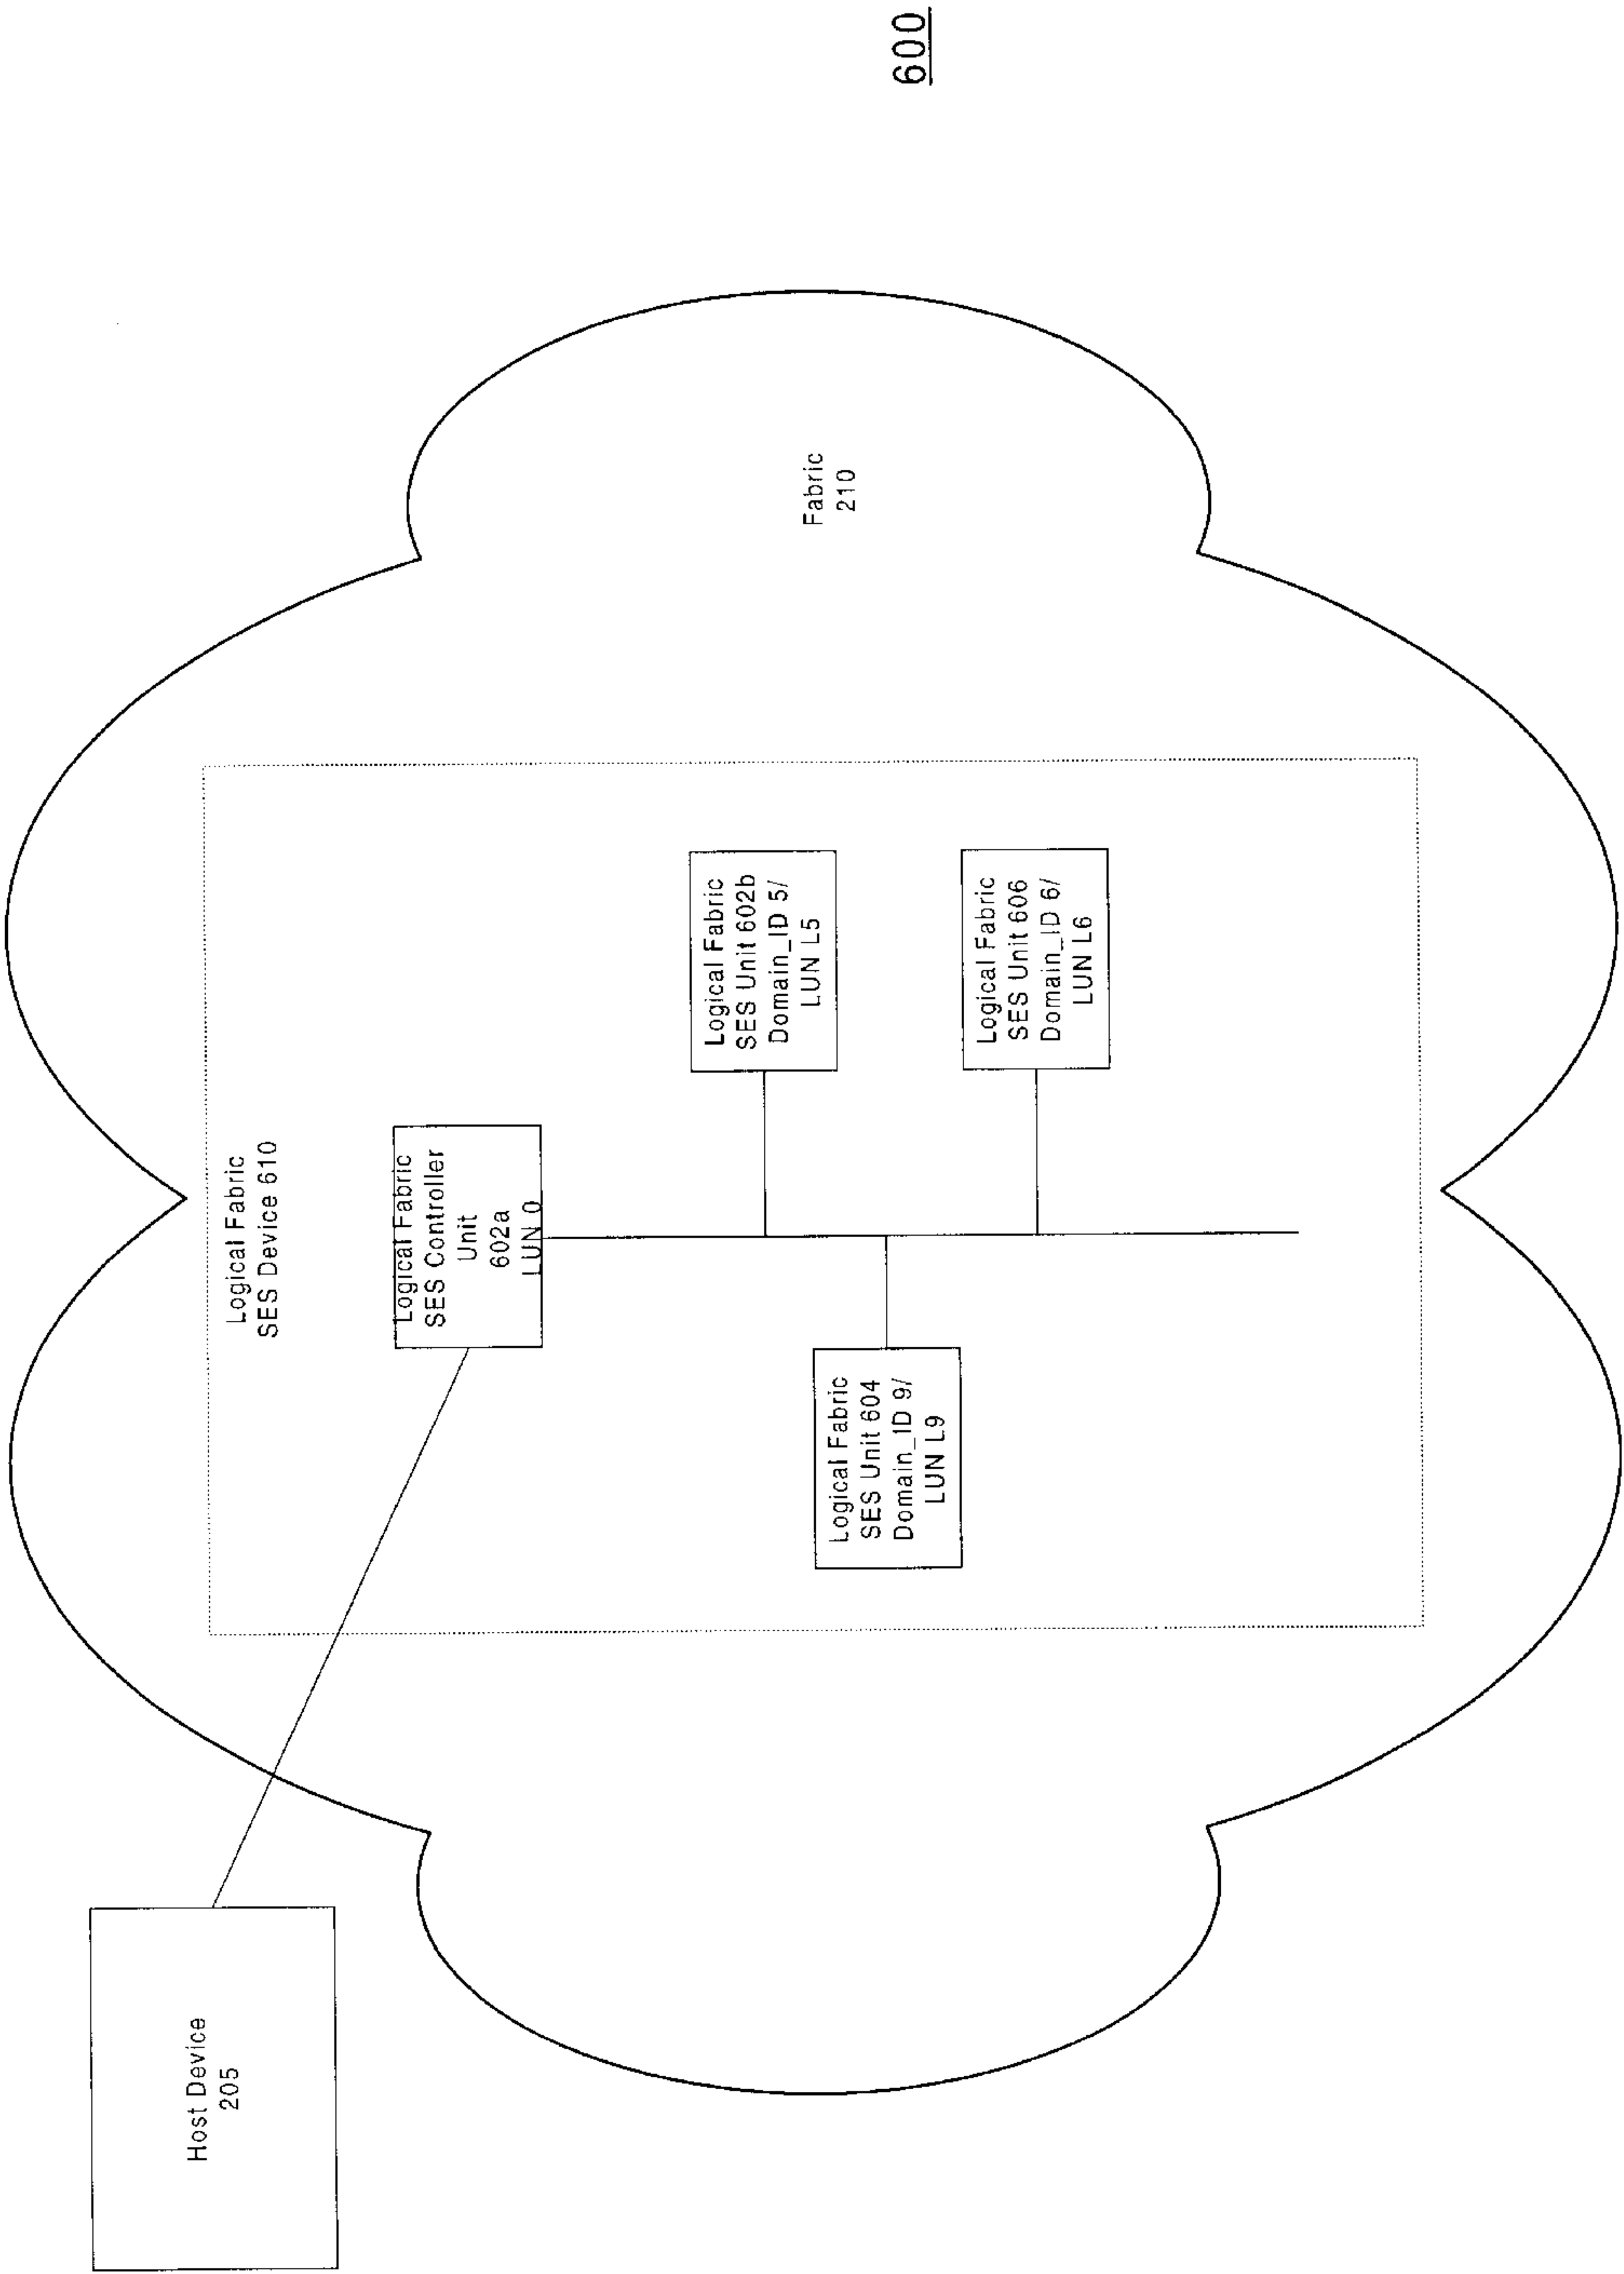 Host Device
205
Logical Fabric
SES Device 610
Logical Fabric
SES Controller
Unit
602a
LUN 0
Logical Fabric
SES Unit 602b
Domain_ID 5/
LUN L5
Logical Fabric
SES Unit 604
Domain_ID 9/
LUN L9
Logical Fabric
SES Unit 606
Domain_ID 6/
LUN L6
Fabric
210
600